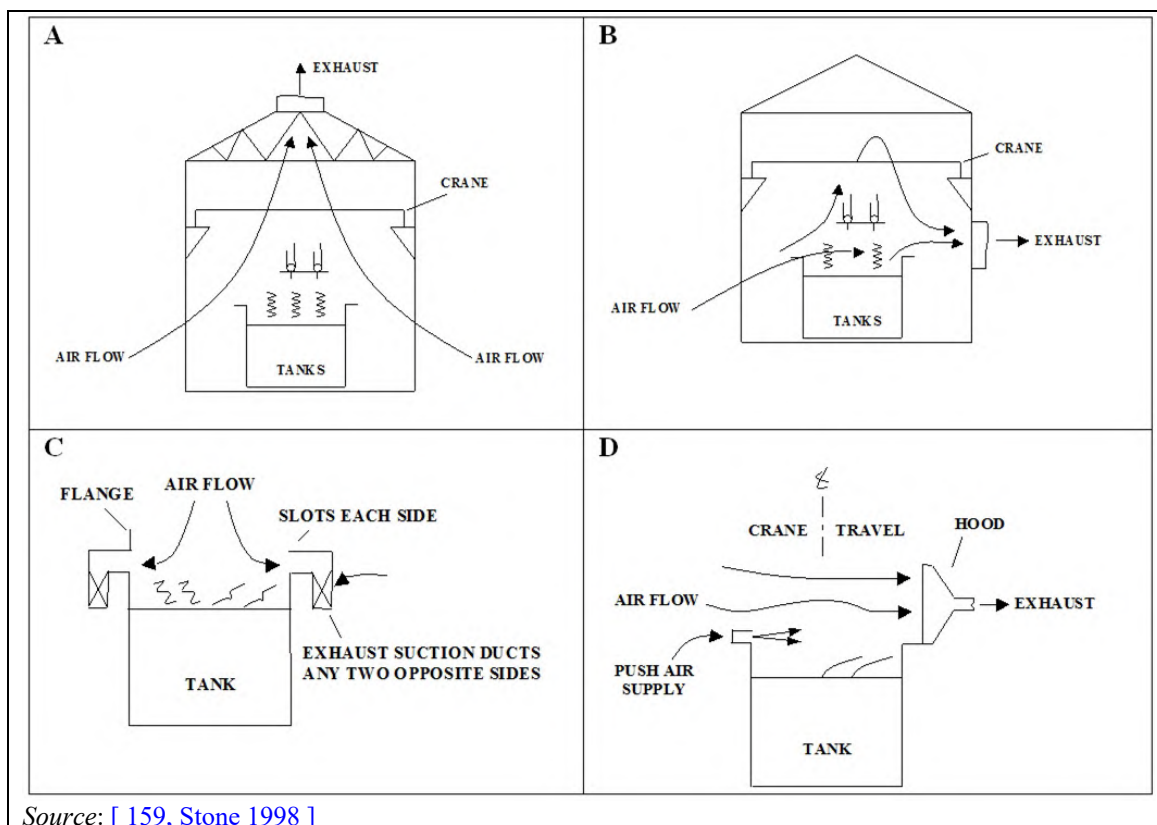 A
EXHAUST
CRANE
AIR FLOW
AIR FLOW
TANKS
B
CRANE
EXHAUST
AIR FLOW
TANKS
C
FLANGE
AIR FLOW
SLOTS EACH SIDE
EXHAUST SUCTION DUCTS
ANY TWO OPPOSITE SIDES
TANK
D
CRANE
TRAVEL
HOOD
AIR FLOW
EXHAUST
PUSH AIR
SUPPLY
TANK
Source: [ 159, Stone 1998 ]